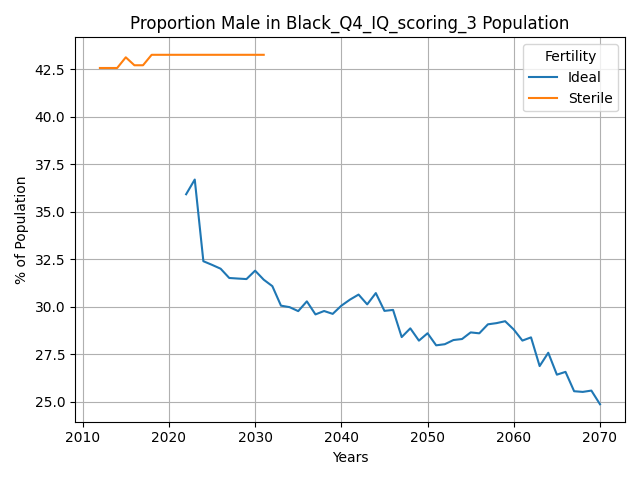 Proportion Male in Black_Q4_IQ_scoring_3 Population
Fertility
Ideal
Sterile
% of Population
42.5
40.0
37.5
35.0
32.5
30.0
27.5
25.0
2010 2020 2030 2040 2050 2060 2070
Years